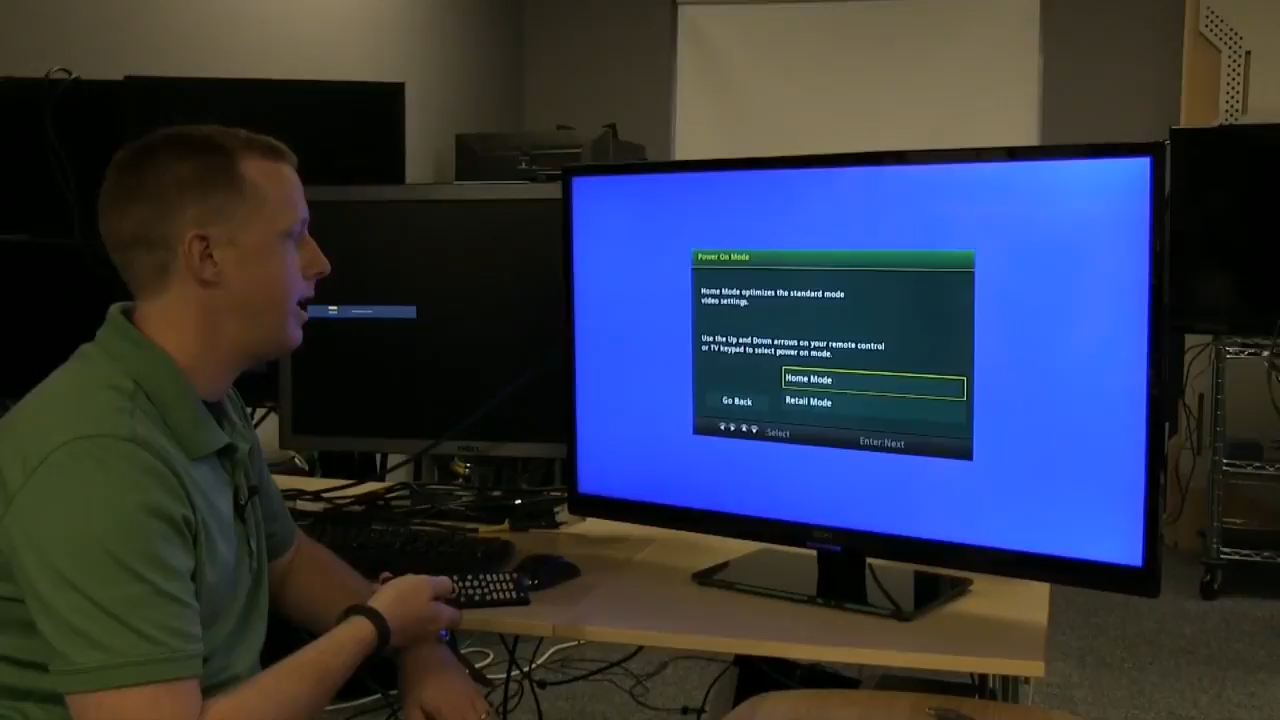 Power On Mode
Home Mode optimizes the standard mode
video settings.
Use the Up and Down arrows on your remote control
or TV keypad to select power on mode.
Home Mode
Go Back
Retail Mode
:Select
Enter:Next